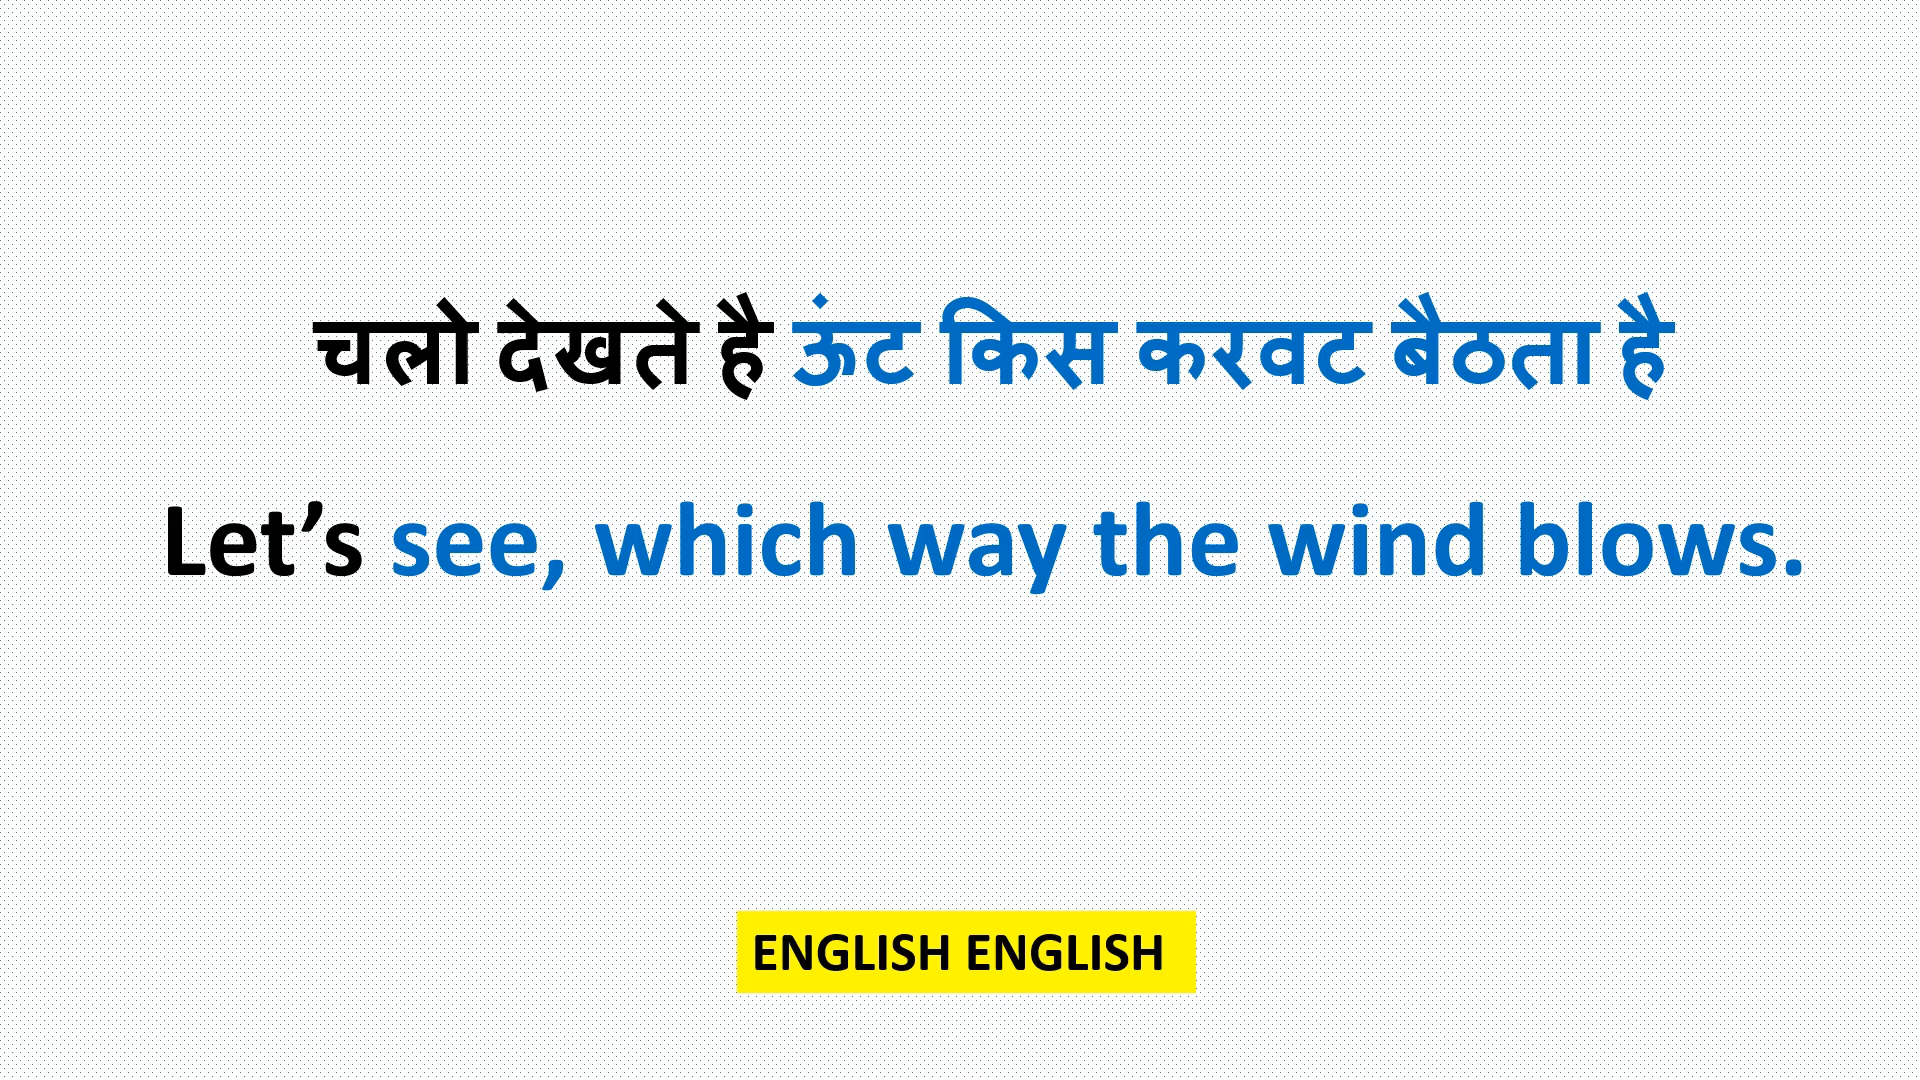 चलो देखते है ऊंट किस करवट बैठता है
Let’s see, which way the wind blows.
ENGLISH ENGLISH